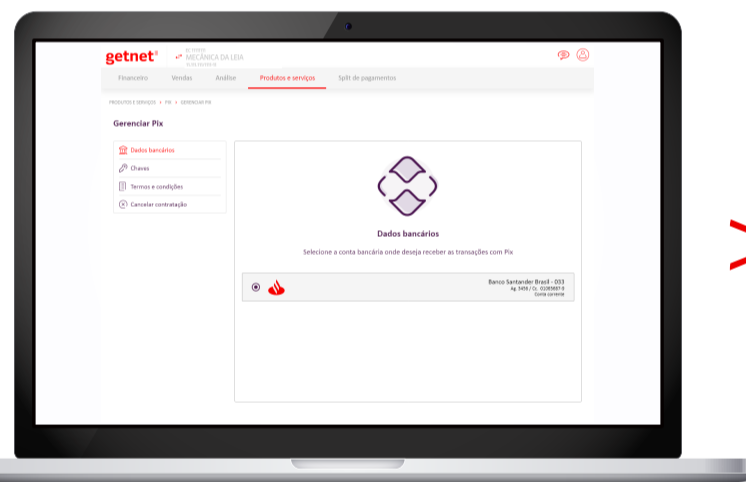 getnet
MECÂNICA DA LEIA
Financeiro Vendas Análise Produtos e serviços Split de pagamentos
PRODUTOS E SERVIÇOS > PIX > GERENCIAR PIX
Gerenciar Pix
Dados bancários
Chaves
Termos e condições
Cancelar contratação
Dados bancários
Selecione a conta bancária onde deseja receber as transações com Pix
Banco Santander Brasil - 033
Conta corrente